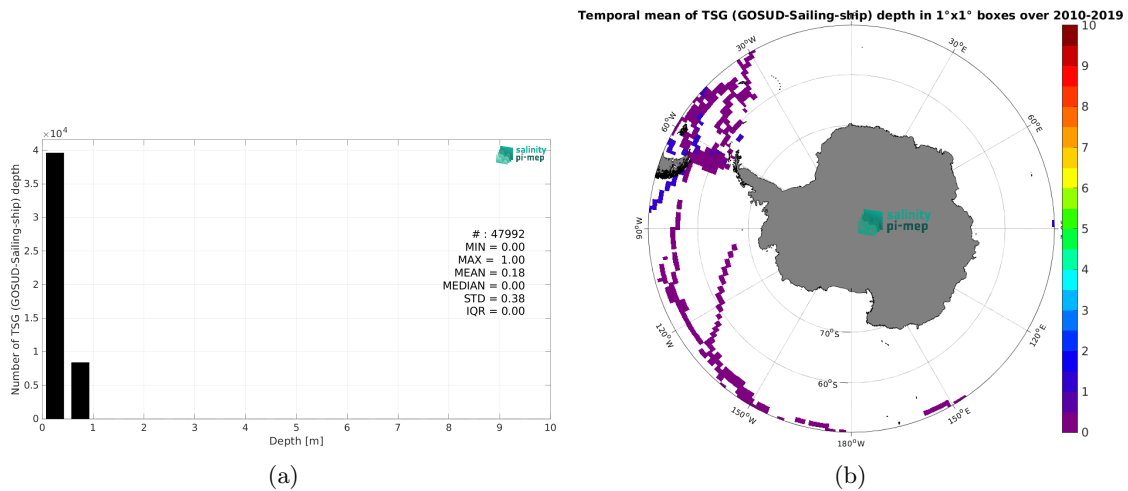 Temporal mean of TSG (GOSUD-Sailing-ship) depth in 1°x1° boxes over 2010-2019
×10⁴
4
3.5
3
2.5
2
1.5
1
0.5
0
Number of TSG (GOSUD-Sailing-ship) depth
salinity
pi-mep
# : 47992
MIN = 0.00
MAX = 1.00
MEAN = 0.18
MEDIAN = 0.00
STD = 0.38
IQR = 0.00
0 1 2 3 4 5 6 7 8 9 10
Depth [m]
(a)
30°W
30°E
60°W
60°E
90°W
salinity
pi-mep
120°W
120°E
70°S
60°S
150°W
150°E
180°W
10
9
8
7
6
5
4
3
2
1
0
(b)